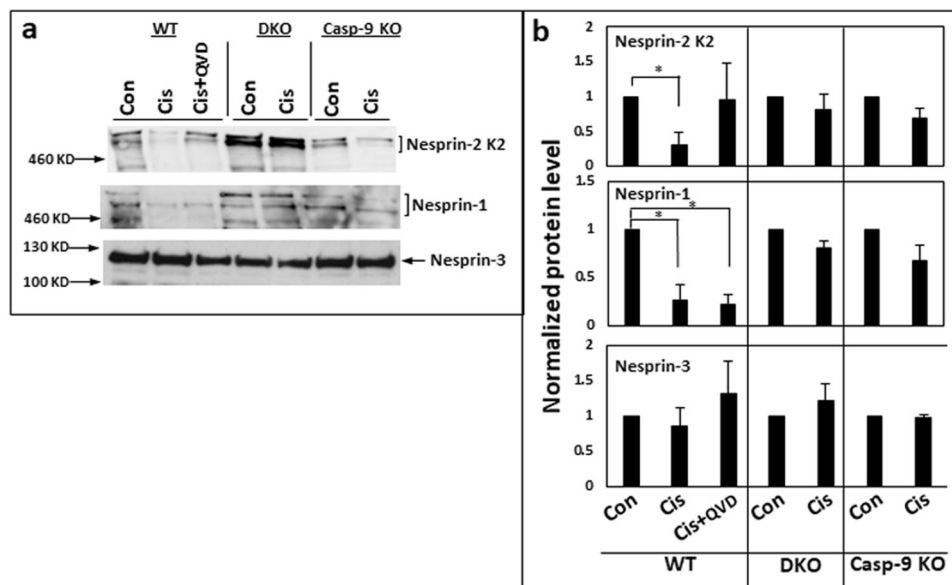 a
WT DKO Casp-9 KO
Con Cis Cis+QVD Con Cis Con Cis
Nesprin-2 K2
460 KD
Nesprin-1
460 KD
130 KD
Nesprin-3
100 KD
b
Normalized protein level
Nesprin-2 K2
2
1.5
1
0.5
0
*
Nesprin-1
1.5
1
0.5
0
*
*
Nesprin-3
2
1.5
1
0.5
0
Con Cis Cis+QVD Con Cis Con Cis
WT DKO Casp-9 KO